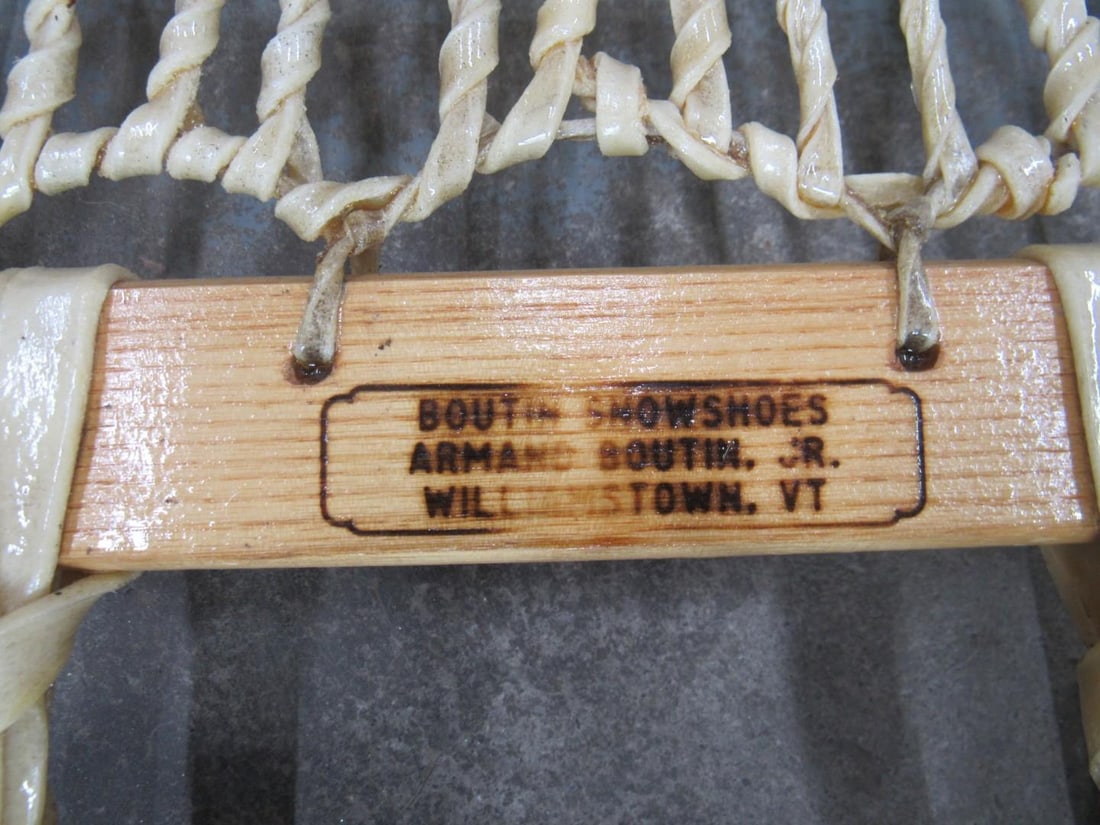 BOUTIN SNOWSHOES
ARMAND BOUTIN, JR.
WILLIAMSTOWN, VT